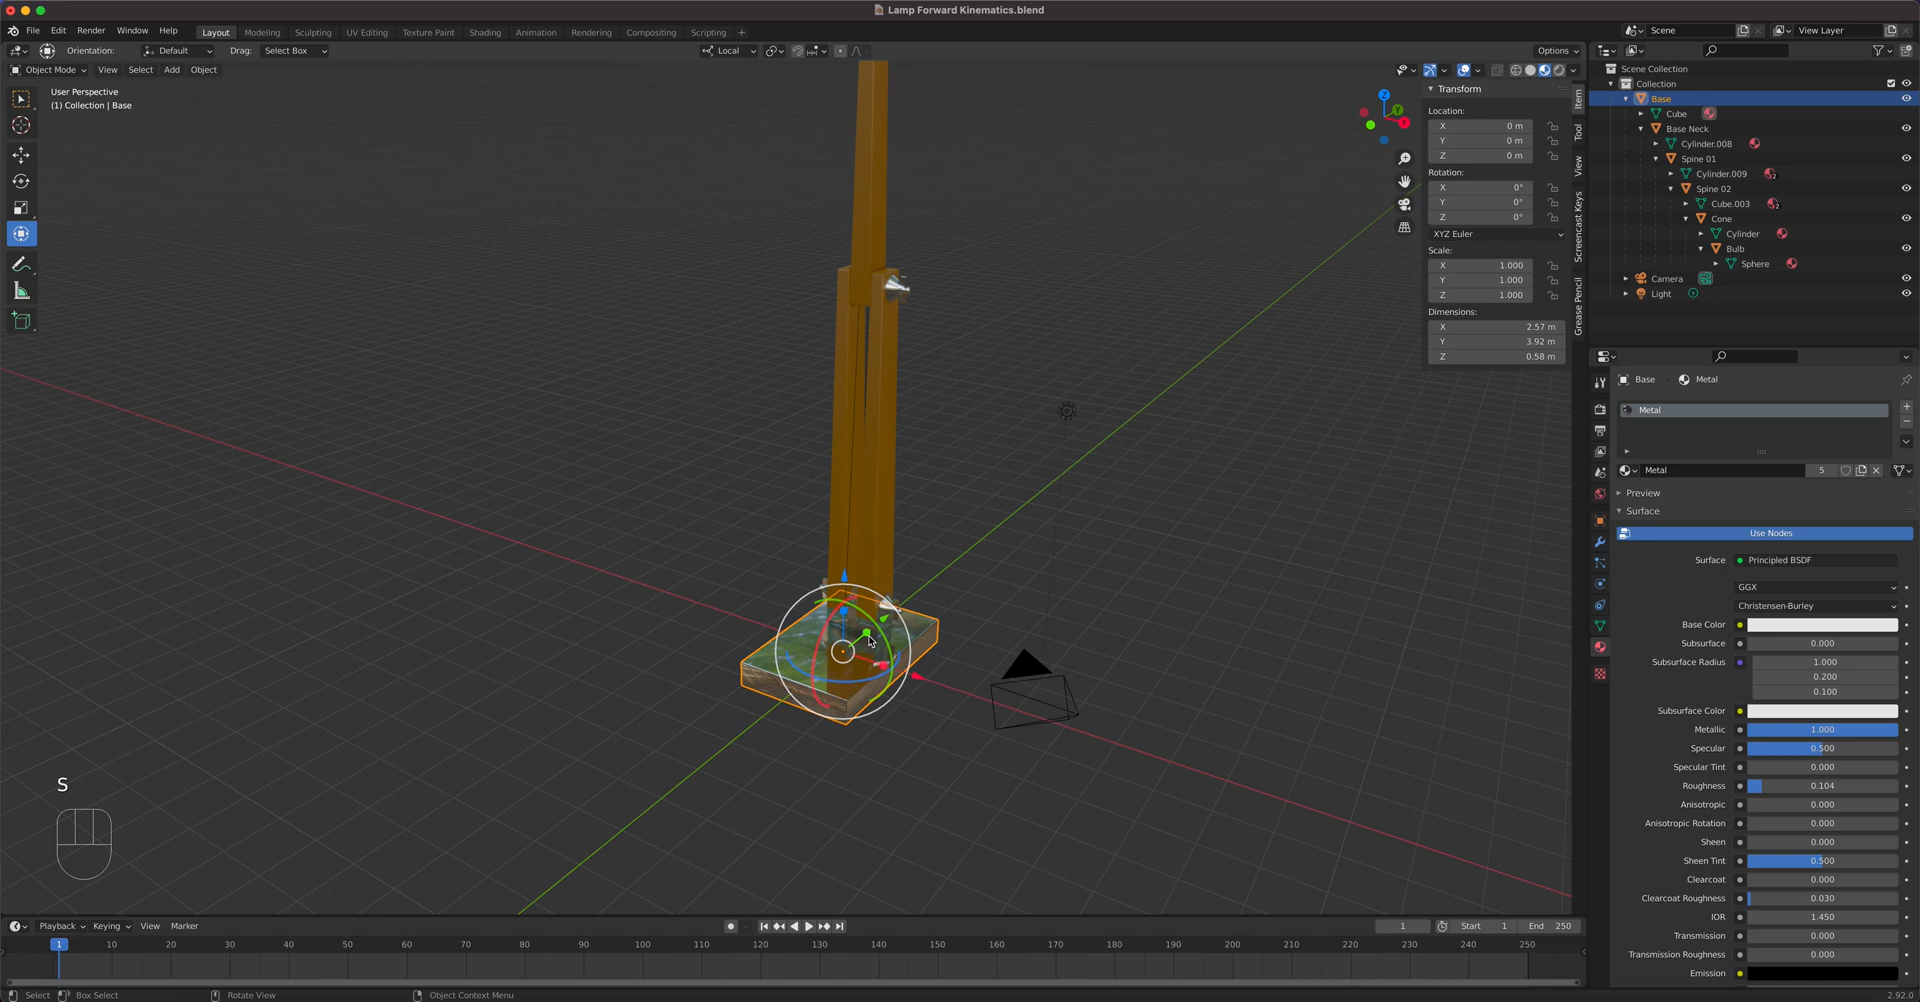 Lamp Forward Kinematics.blend
File Edit Render Window Help Layout Modeling Sculpting UV Editing Texture Paint Shading Animation Rendering Compositing Scripting + Scene View Layer
Orientation: Default Drag: Select Box Local Options
Object Mode View Select Add Object
User Perspective
(1) Collection | Base
Z
Y
X
Item
Tool
View
Screencast Keys
Grease Pencil
Transform
Location:
X 0 m
Y 0 m
Z 0 m
Rotation:
X 0°
Y 0°
Z 0°
XYZ Euler
Scale:
X 1.000
Y 1.000
Z 1.000
Dimensions:
X 2.57 m
Y 3.92 m
Z 0.58 m
Scene Collection
Collection
Base
Cube
Base Neck
Cylinder.008
Spine 01
Cylinder.009 2
Spine 02
Cube.003 2
Cone
Cylinder
Bulb
Sphere
Camera
Light
Base Metal
Metal
Metal 5
Preview
Surface
Use Nodes
Surface Principled BSDF
GGX
Christensen-Burley
Base Color
Subsurface 0.000
Subsurface Radius 1.000
0.200
0.100
Subsurface Color
Metallic 1.000
Specular 0.500
Specular Tint 0.000
Roughness 0.104
Anisotropic 0.000
Anisotropic Rotation 0.000
Sheen 0.000
Sheen Tint 0.500
Clearcoat 0.000
Clearcoat Roughness 0.030
IOR 1.450
Transmission 0.000
Transmission Roughness 0.000
Emission
S
Playback Keying View Marker 1 Start 1 End 250
1 10 20 30 40 50 60 70 80 90 100 110 120 130 140 150 160 170 180 190 200 210 220 230 240 250
Select Box Select Rotate View Object Context Menu 2.92.0